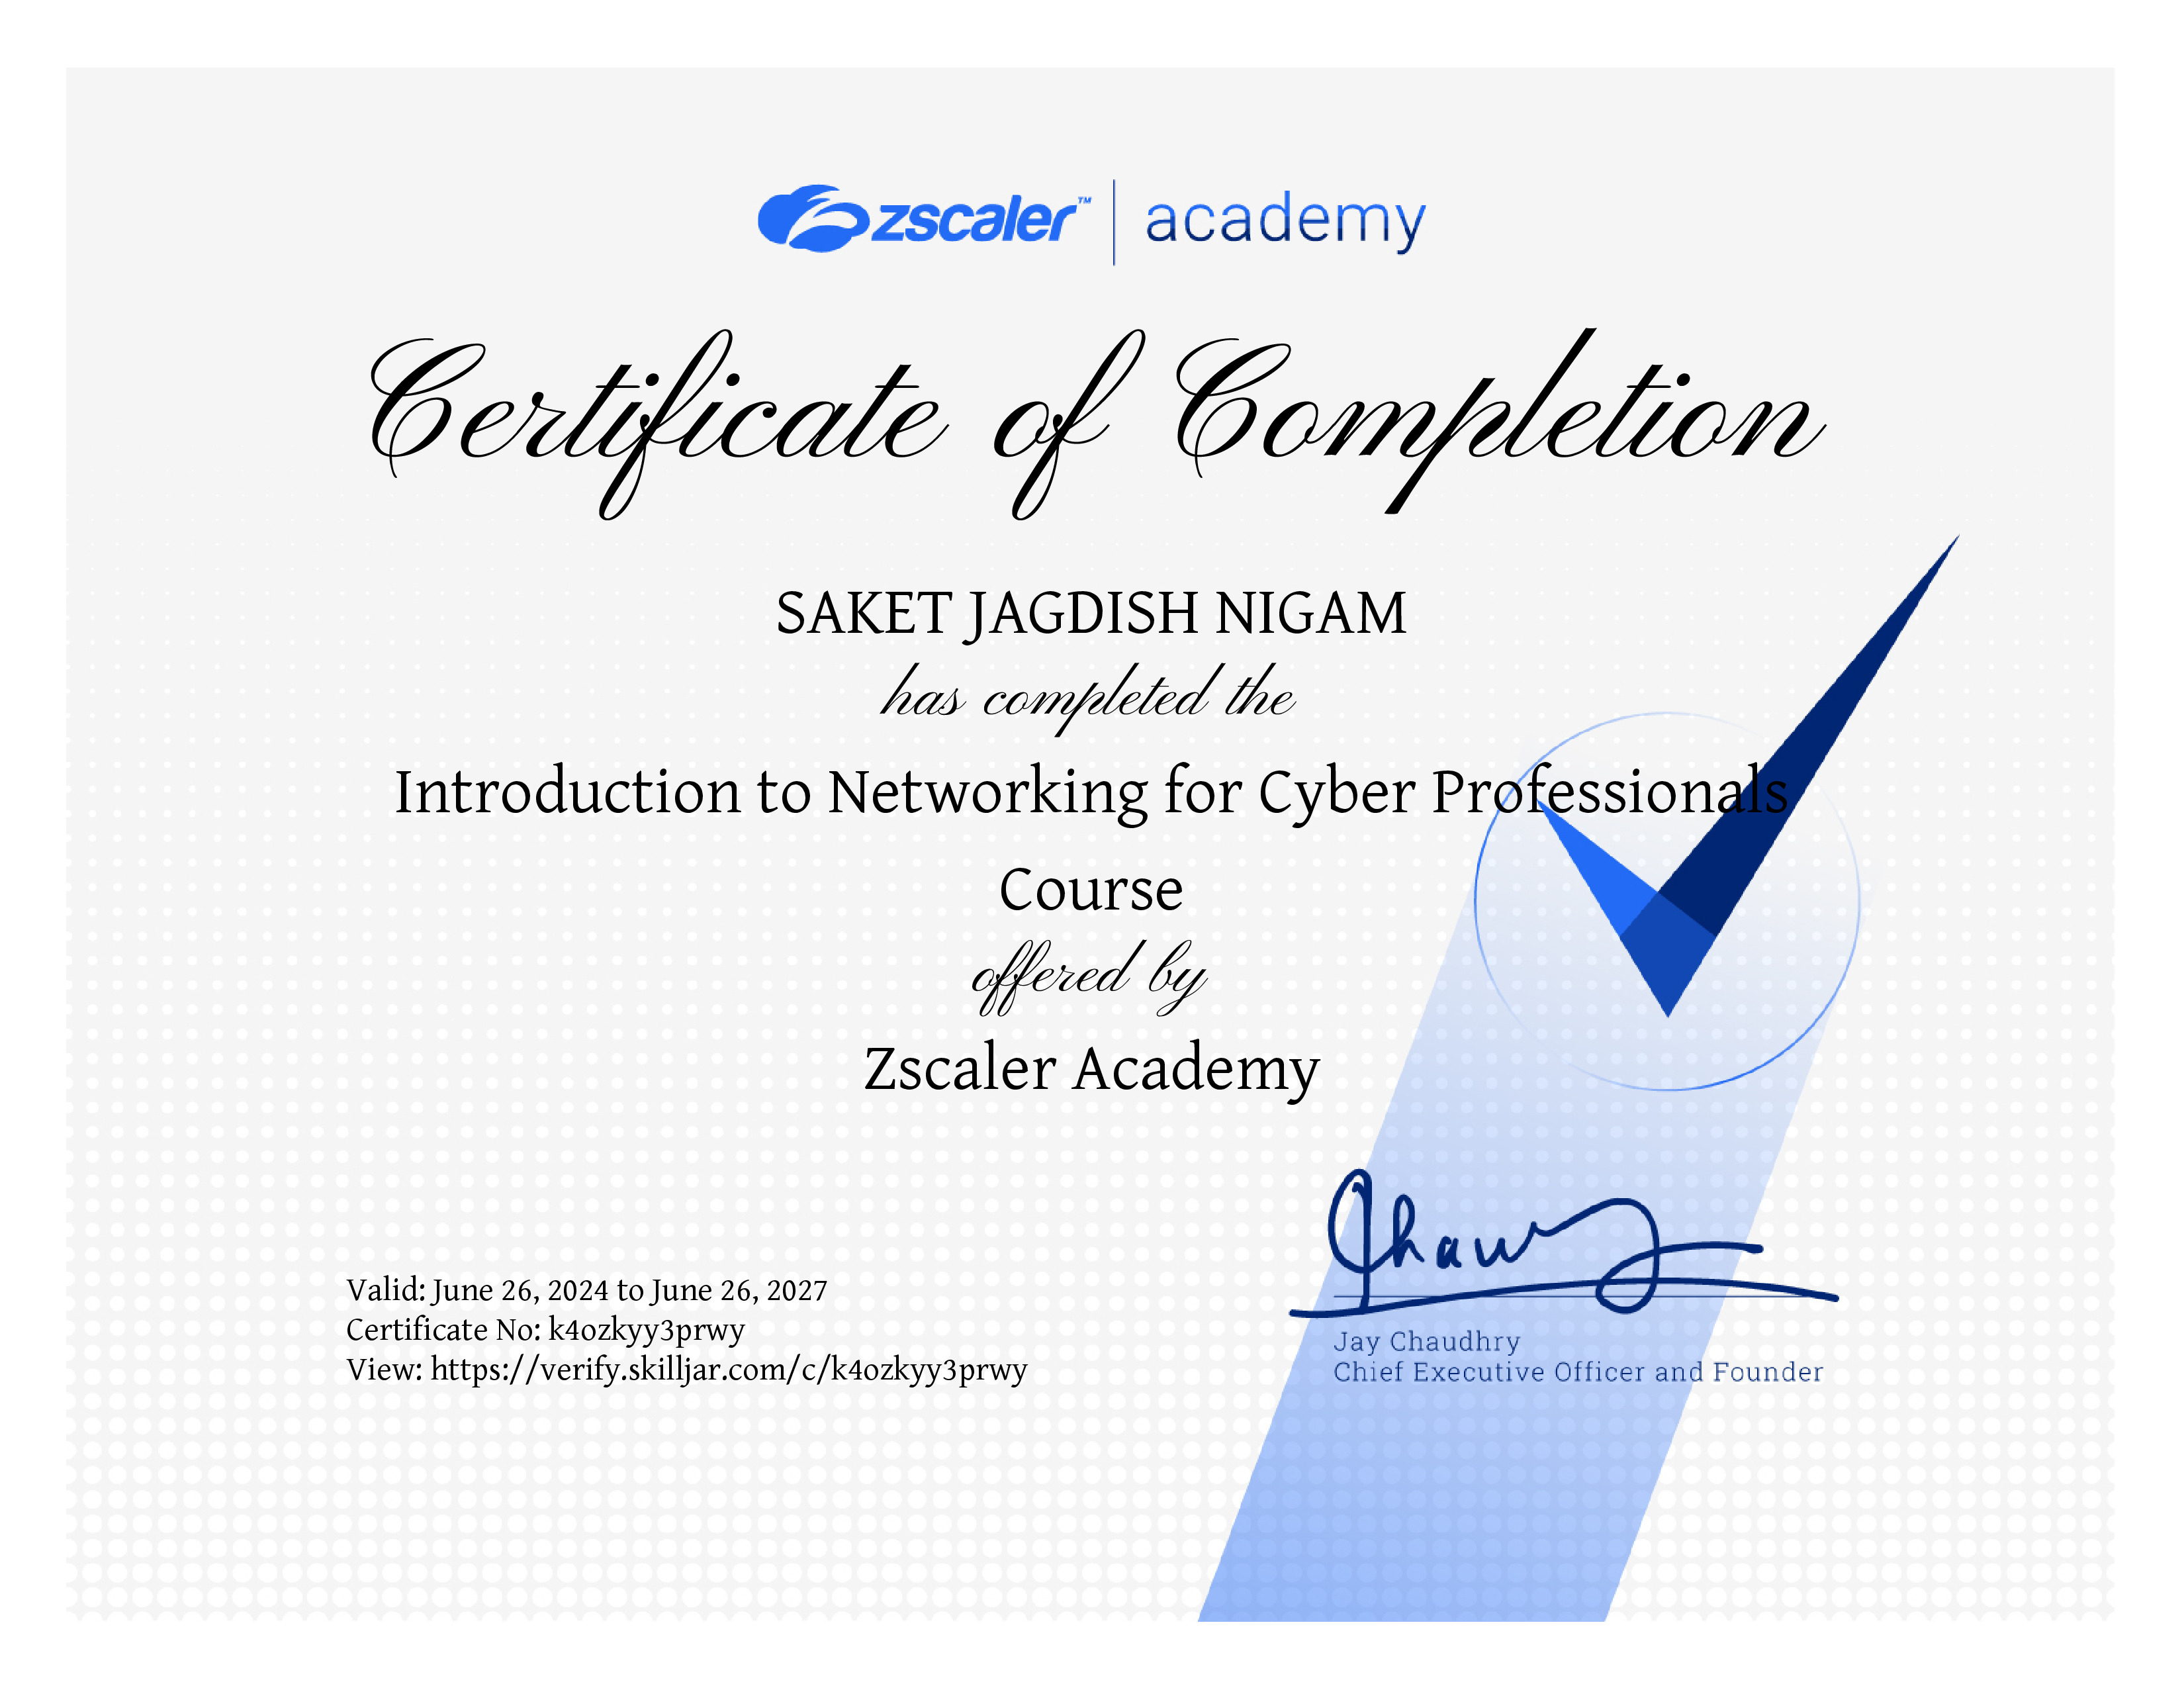 zscaler™ | academy
Certificate of Completion
SAKET JAGDISH NIGAM
has completed the
Introduction to Networking for Cyber Professionals
Course
offered by
Zscaler Academy
Valid: June 26, 2024 to June 26, 2027
Certificate No: k4ozkyy3prwy
View: https://verify.skilljar.com/c/k4ozkyy3prwy
Jay Chaudhry
Chief Executive Officer and Founder